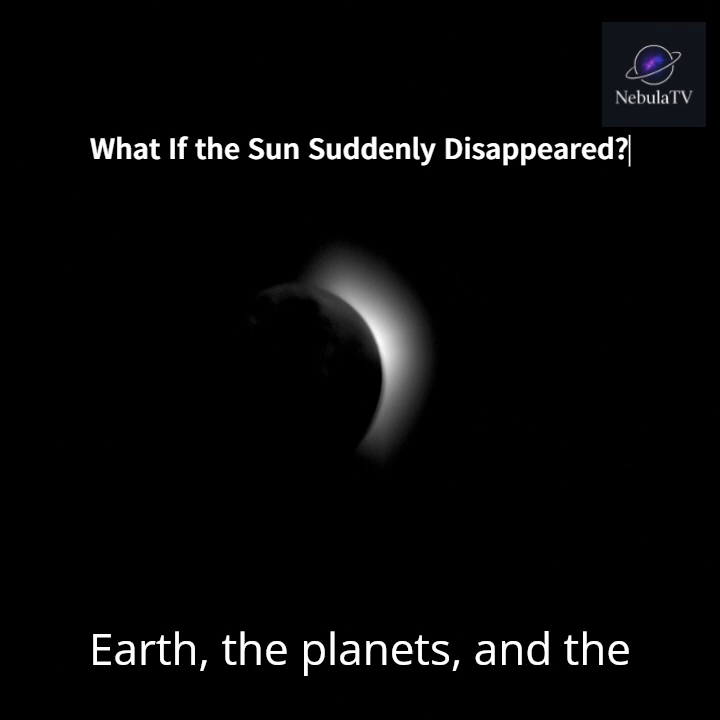 NebulaTV
What If the Sun Suddenly Disappeared?
Earth, the planets, and the